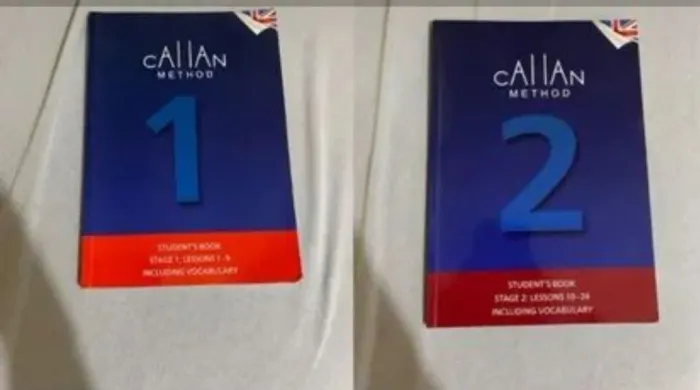 CAllAN
METHOD
1
STUDENT'S BOOK
STAGE 1; LESSONS 1-9
INCLUDING VOCABULARY
CAllAN
METHOD
2
STUDENT'S BOOK
STAGE 2: LESSONS 10-26
INCLUDING VOCABULARY